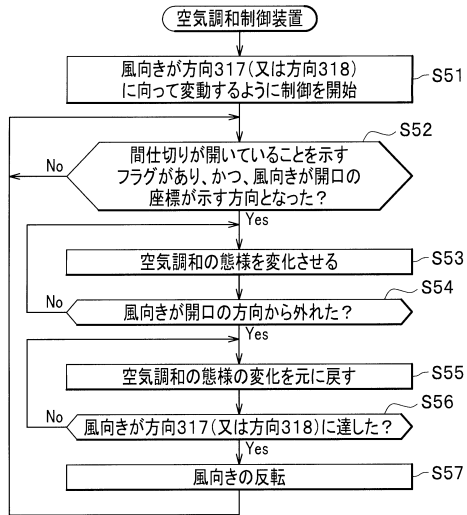 空気調和制御装置
風向きが方向317(又は方向318)
に向って変動するように制御を開始
S51
S52
間仕切りが開いていることを示す
フラグがあり、かつ、風向きが開口の
座標が示す方向となった?
No
Yes
空気調和の態様を変化させる
S53
S54
No
風向きが開口の方向から外れた?
Yes
空気調和の態様の変化を元に戻す
S55
S56
No
風向きが方向317(又は方向318)に達した?
Yes
風向きの反転
S57